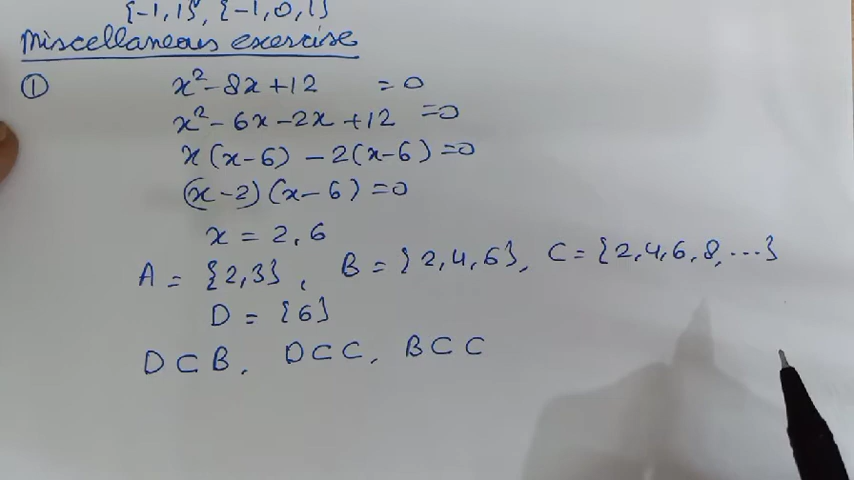 {-1,1}, {-1,0,1}
Miscellaneous exercise
① x² - 8x + 12 = 0
x² - 6x - 2x + 12 = 0
x(x-6) - 2(x-6) = 0
(x-2)(x-6) = 0
x = 2, 6
A = {2,3}, B = {2,4,6}, C = {2,4,6,8,...}
D = {6}
D ⊂ B, D ⊂ C, B ⊂ C